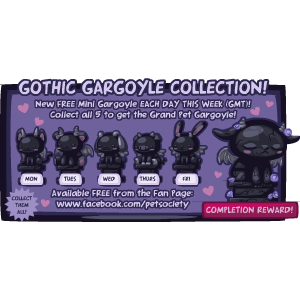 GOTHIC GARGOYLE COLLECTION!
New FREE Mini Gargoyle EACH DAY THIS WEEK (GMT)!
Collect all 5 to get the Grand Pet Gargoyle!
MON TUES WED THURS FRI
COLLECT THEM ALL!
Available FREE from the Fan Page:
www.facebook.com/petsociety
COMPLETION REWARD!